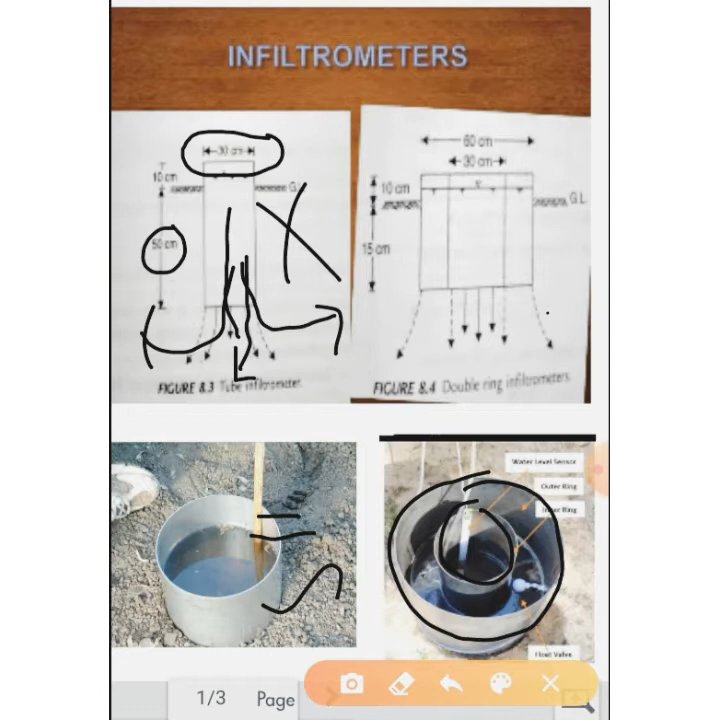 INFILTROMETERS
30 cm
10 cm
G.L.
50 cm
FIGURE 8.3 Tube infiltrometer.
60 cm
30 cm
10 cm
G.L.
15 cm
FIGURE 8.4 Double ring infiltrometers.
Water Level Sensor
Outer Ring
Inner Ring
Float Valve
1/3 Page